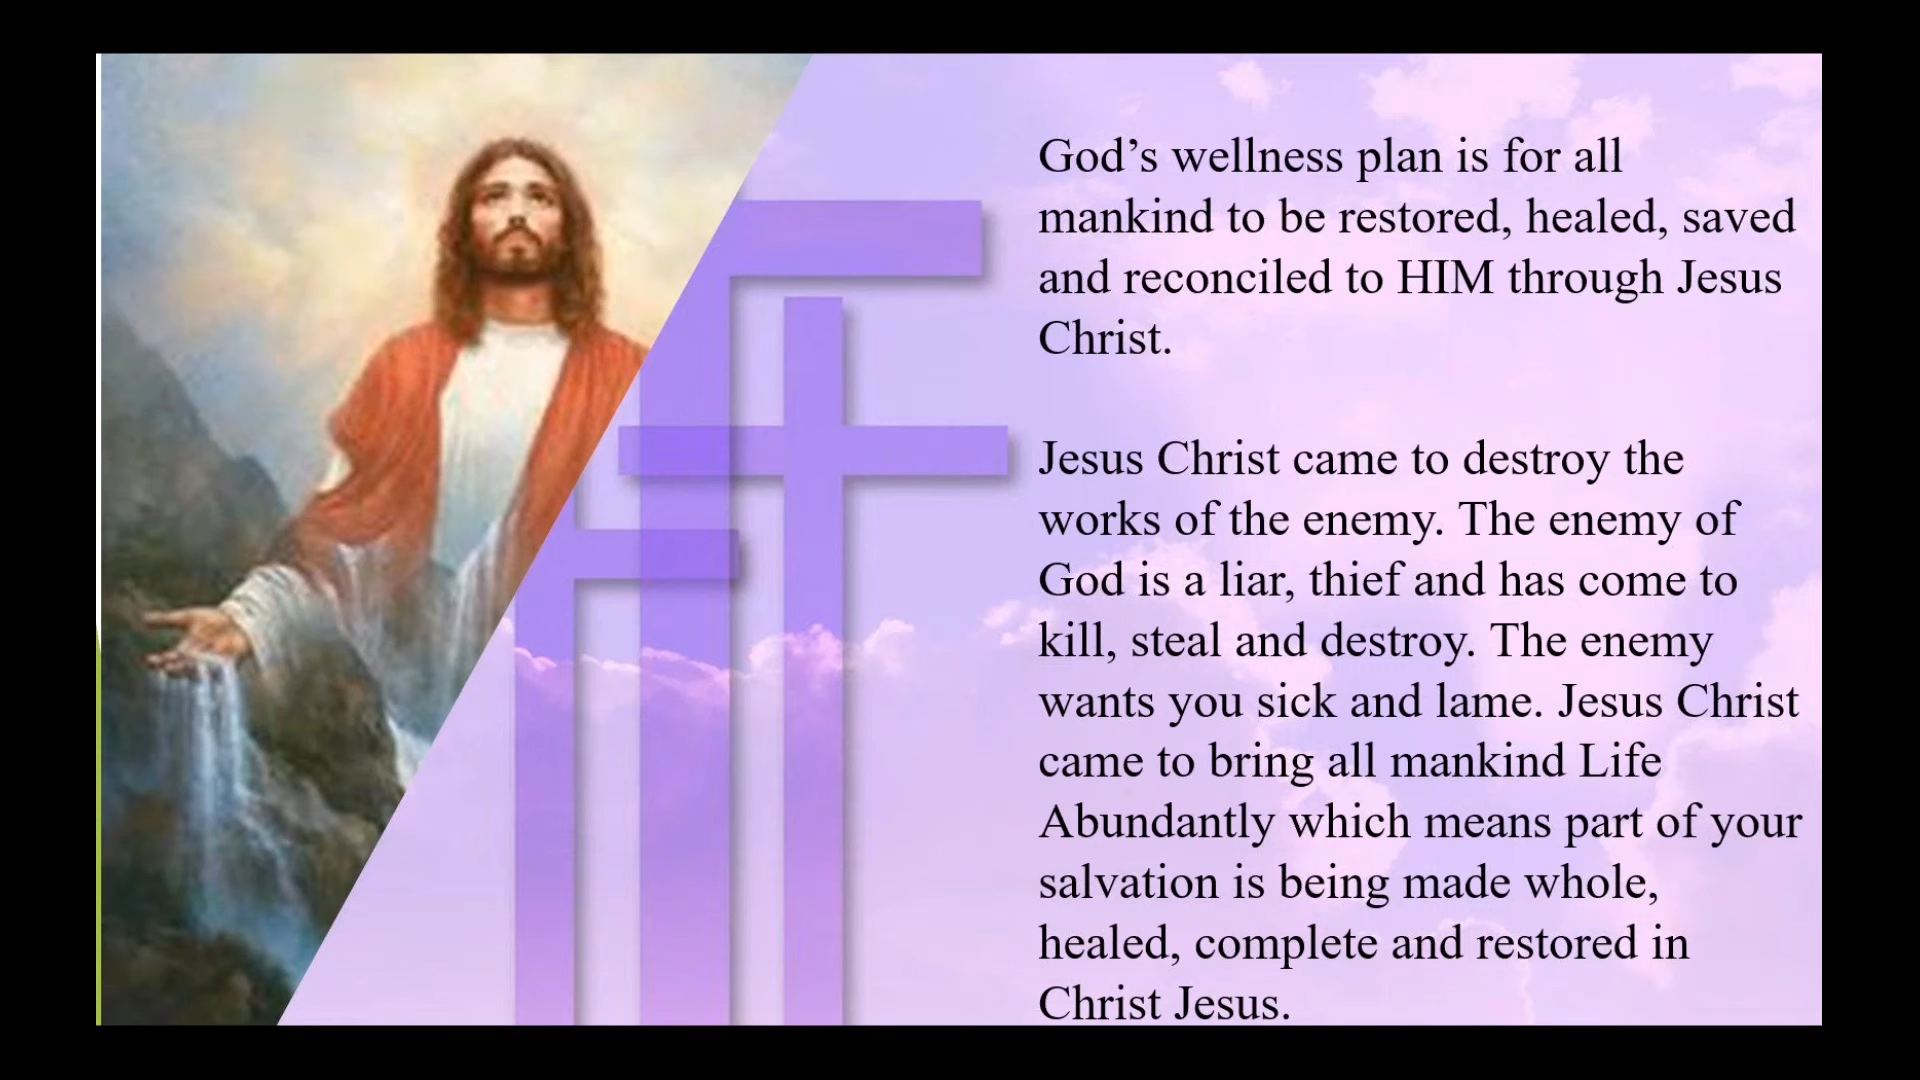 God’s wellness plan is for all
mankind to be restored, healed, saved
and reconciled to HIM through Jesus
Christ.
Jesus Christ came to destroy the
works of the enemy. The enemy of
God is a liar, thief and has come to
kill, steal and destroy. The enemy
wants you sick and lame. Jesus Christ
came to bring all mankind Life
Abundantly which means part of your
salvation is being made whole,
healed, complete and restored in
Christ Jesus.